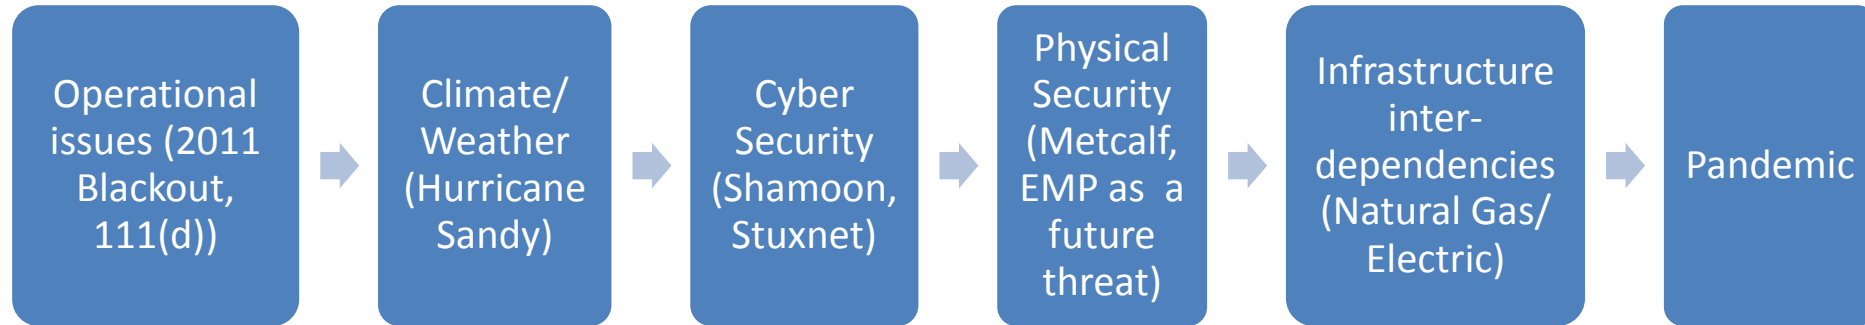 Operational
issues (2011
Blackout,
111(d))
Climate/
Weather
(Hurricane
Sandy)
Cyber
Security
(Shamoon,
Stuxnet)
Physical
Security
(Metcalf,
EMP as a
future
threat)
Infrastructure
inter-
dependencies
(Natural Gas/
Electric)
Pandemic